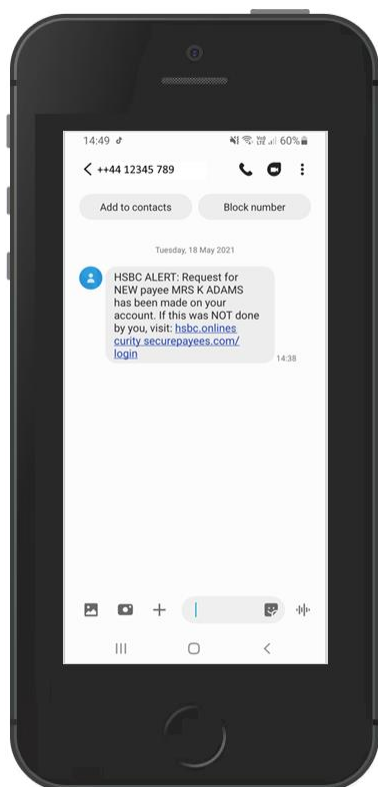 14:49
LTE 60%
++44 12345 789
Add to contacts
Block number
Tuesday, 18 May 2021
HSBC ALERT: Request for
NEW payee MRS K ADAMS
has been made on your
account. If this was NOT done
by you, visit: hsbc.onlines
curity securepayees.com/
login
14:38